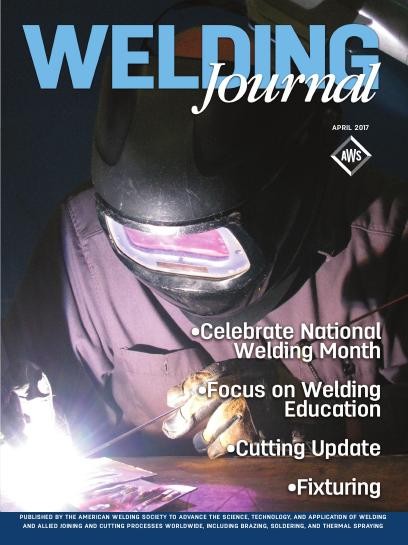 WELDING
Journal
APRIL 2017
AWS
•Celebrate National
Welding Month
•Focus on Welding
Education
•Cutting Update
•Fixturing
PUBLISHED BY THE AMERICAN WELDING SOCIETY TO ADVANCE THE SCIENCE, TECHNOLOGY, AND APPLICATION OF WELDING
AND ALLIED JOINING AND CUTTING PROCESSES WORLDWIDE, INCLUDING BRAZING, SOLDERING, AND THERMAL SPRAYING